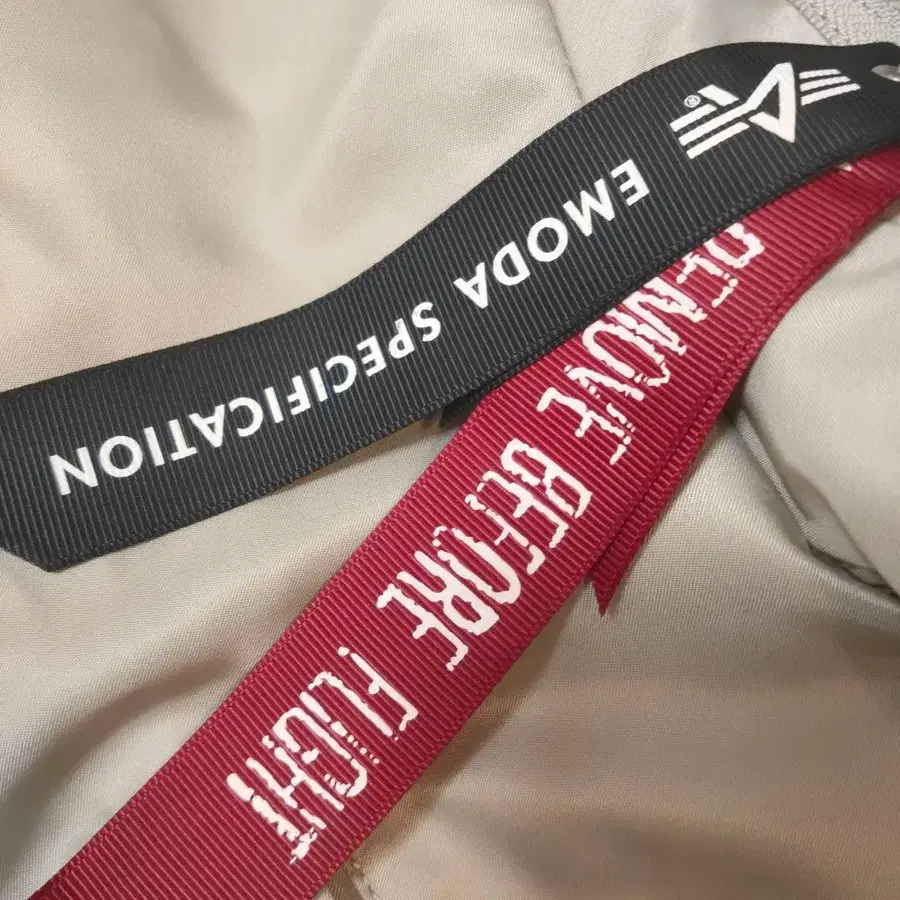 EMODA SPECIFICATION
REMOVE BEFORE FLIGHT